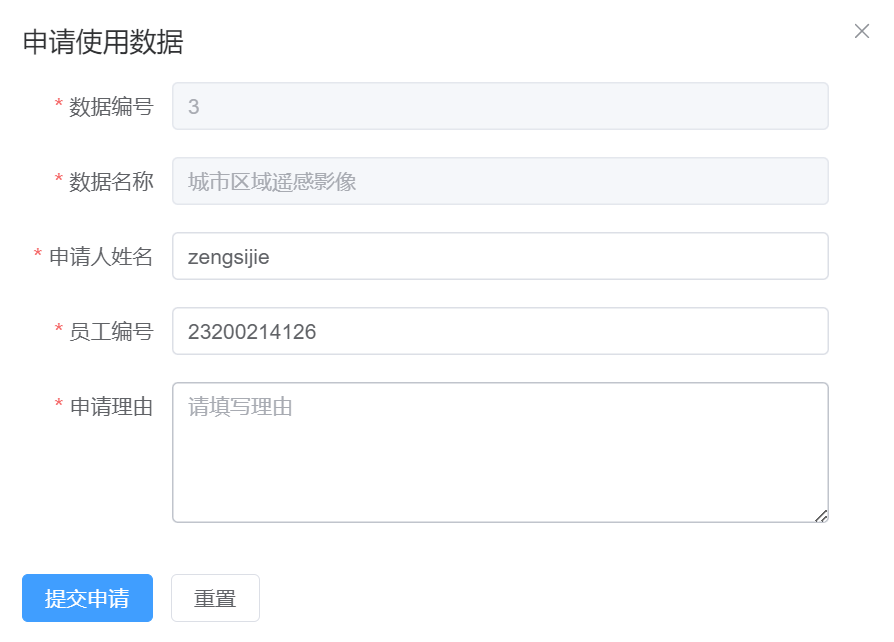 申请使用数据
* 数据编号 3
* 数据名称 城市区域遥感影像
* 申请人姓名 zengsijie
* 员工编号 23200214126
* 申请理由 请填写理由
提交申请 重置